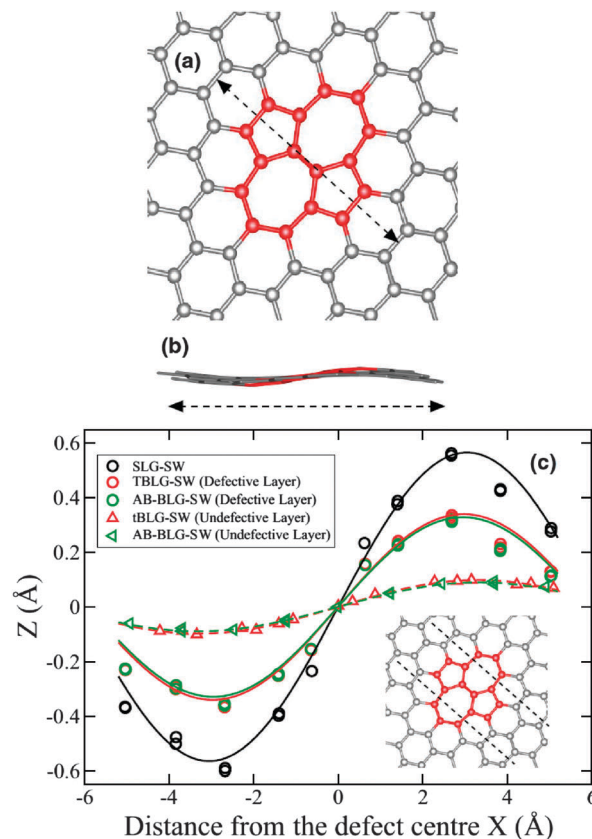 (a)
(b)
(c)
0.6
0.4
0.2
0
-0.2
-0.4
-0.6
Z (Å)
SLG-SW
TBLG-SW (Defective Layer)
AB-BLG-SW (Defective Layer)
tBLG-SW (Undefective Layer)
AB-BLG-SW (Undefective Layer)
-6 -4 -2 0 2 4 6
Distance from the defect centre X (Å)